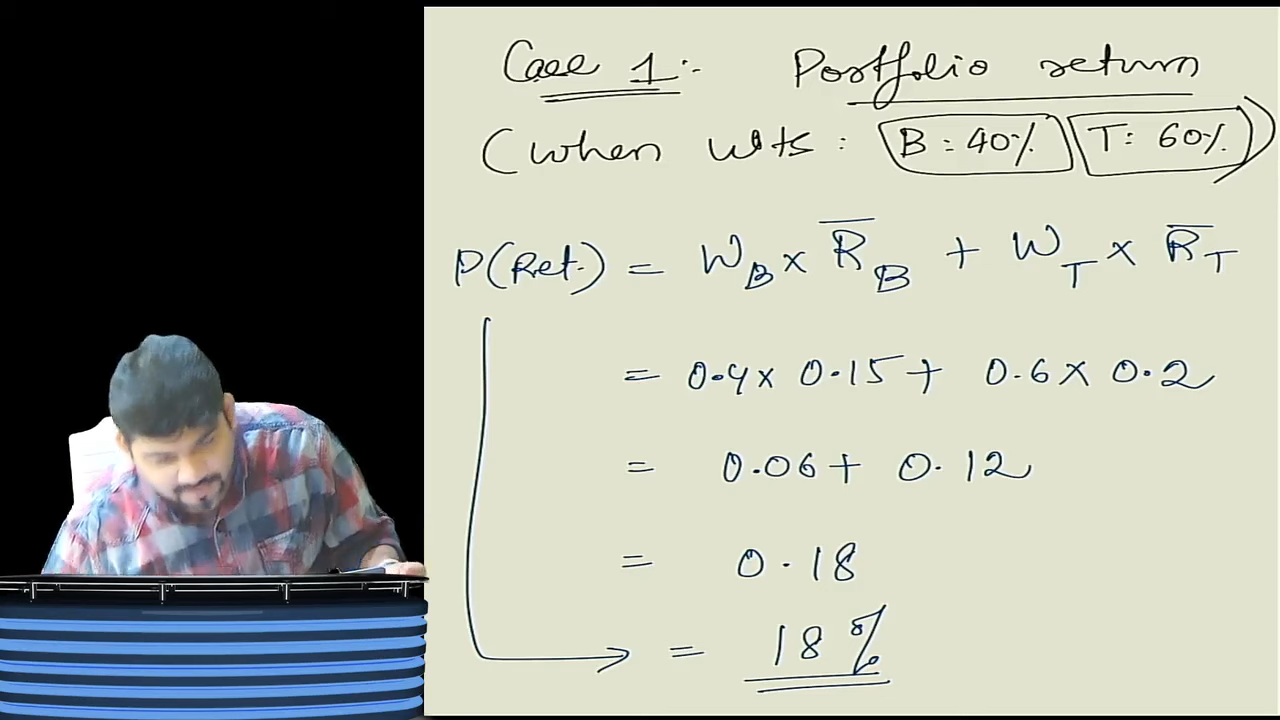 Case 1:- Portfolio return
(when wts: B:40% T: 60%)
P(Ret.) = W_B x R̅_B + W_T x R̅_T
= 0.4 x 0.15 + 0.6 x 0.2
= 0.06 + 0.12
= 0.18
= 18%